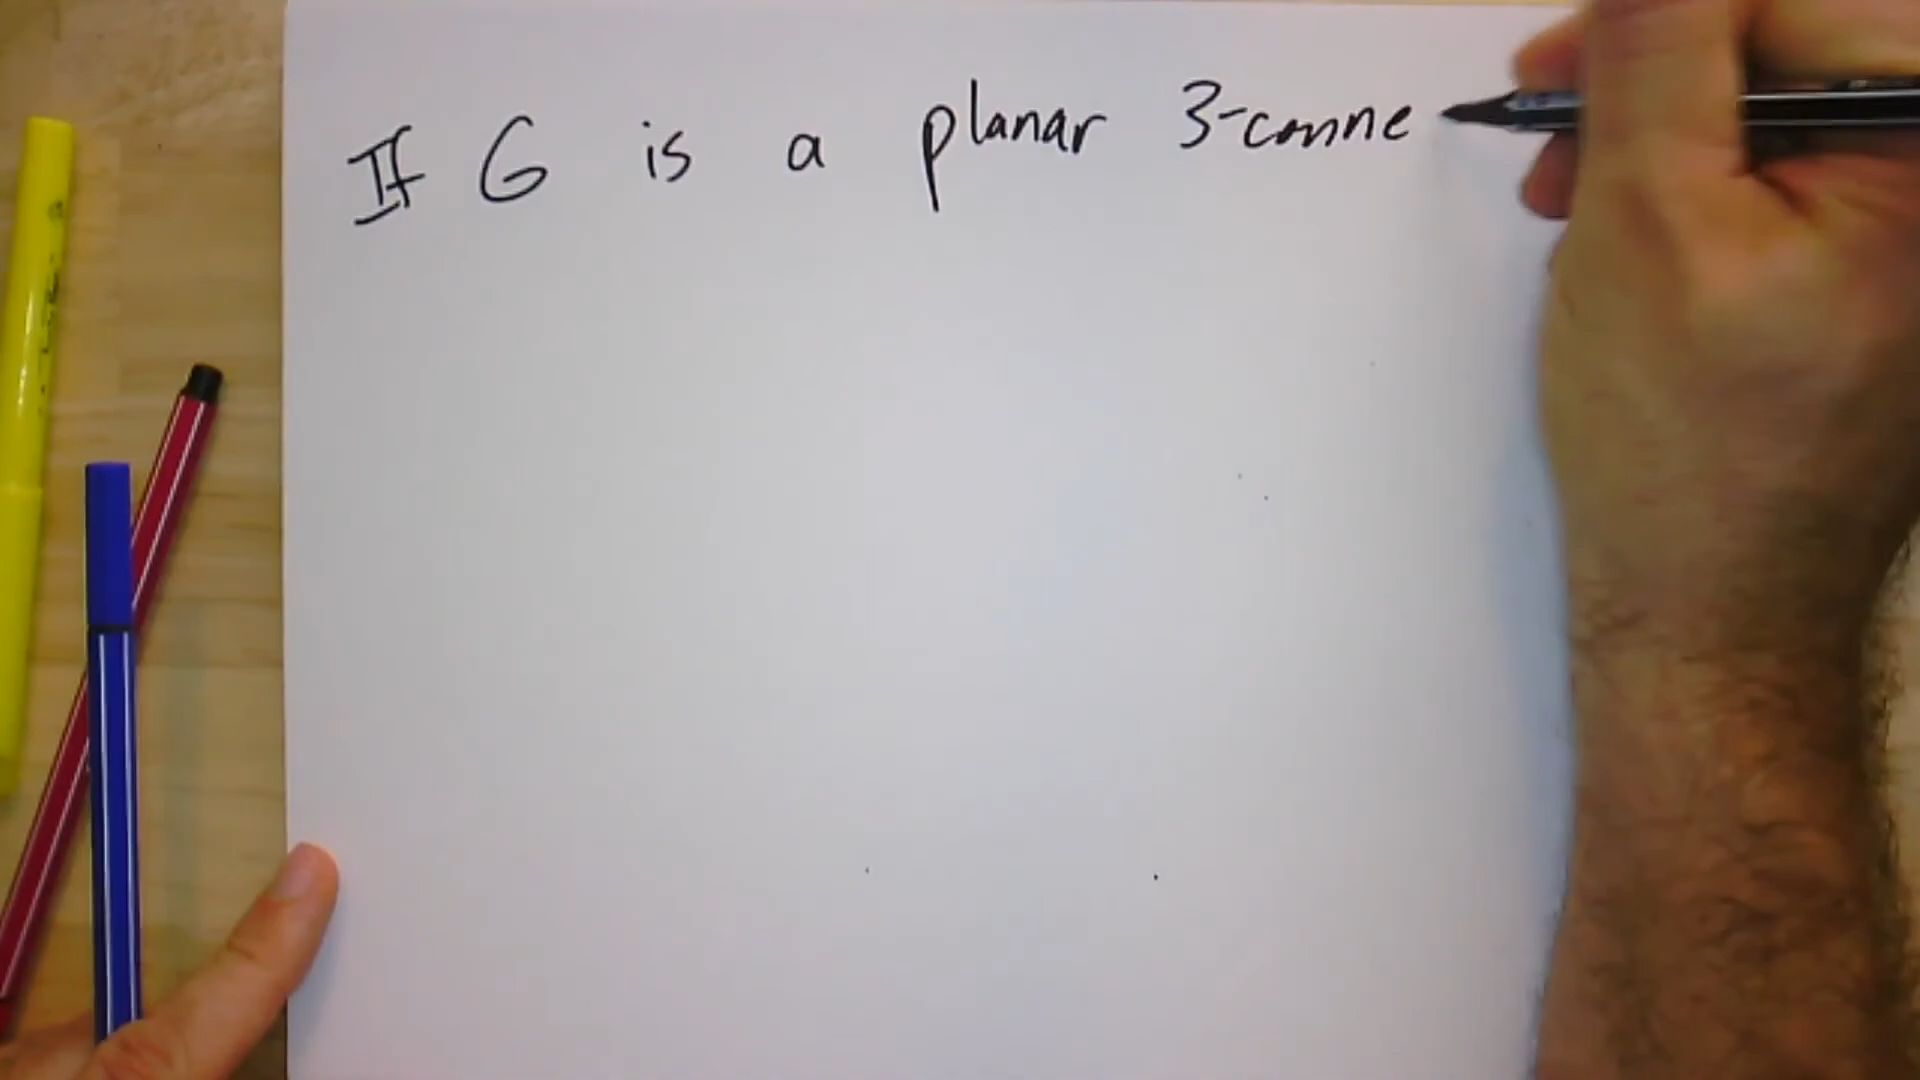 If G is a planar 3-conne